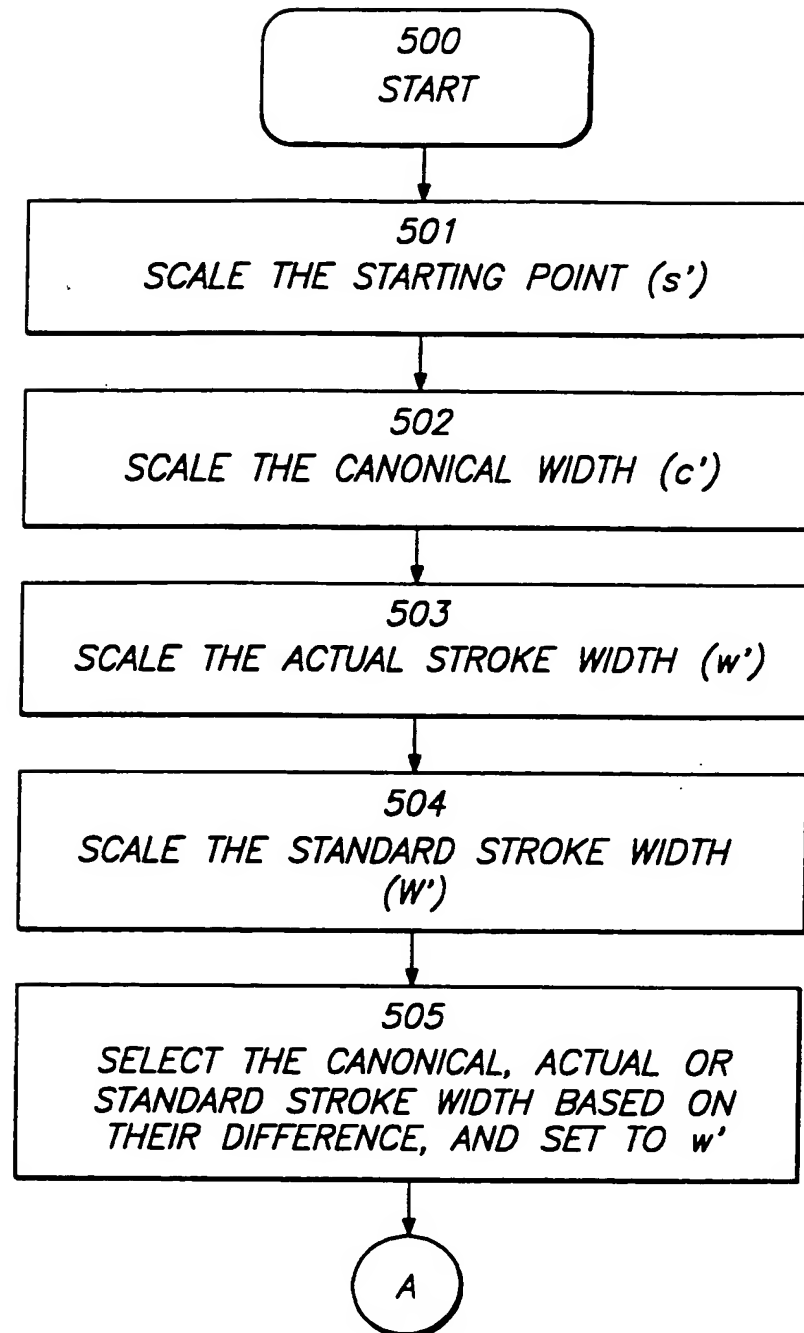 500
START
501
SCALE THE STARTING POINT (s')
502
SCALE THE CANONICAL WIDTH (c')
503
SCALE THE ACTUAL STROKE WIDTH (w')
504
SCALE THE STANDARD STROKE WIDTH
(W')
505
SELECT THE CANONICAL, ACTUAL OR
STANDARD STROKE WIDTH BASED ON
THEIR DIFFERENCE, AND SET TO w'
A